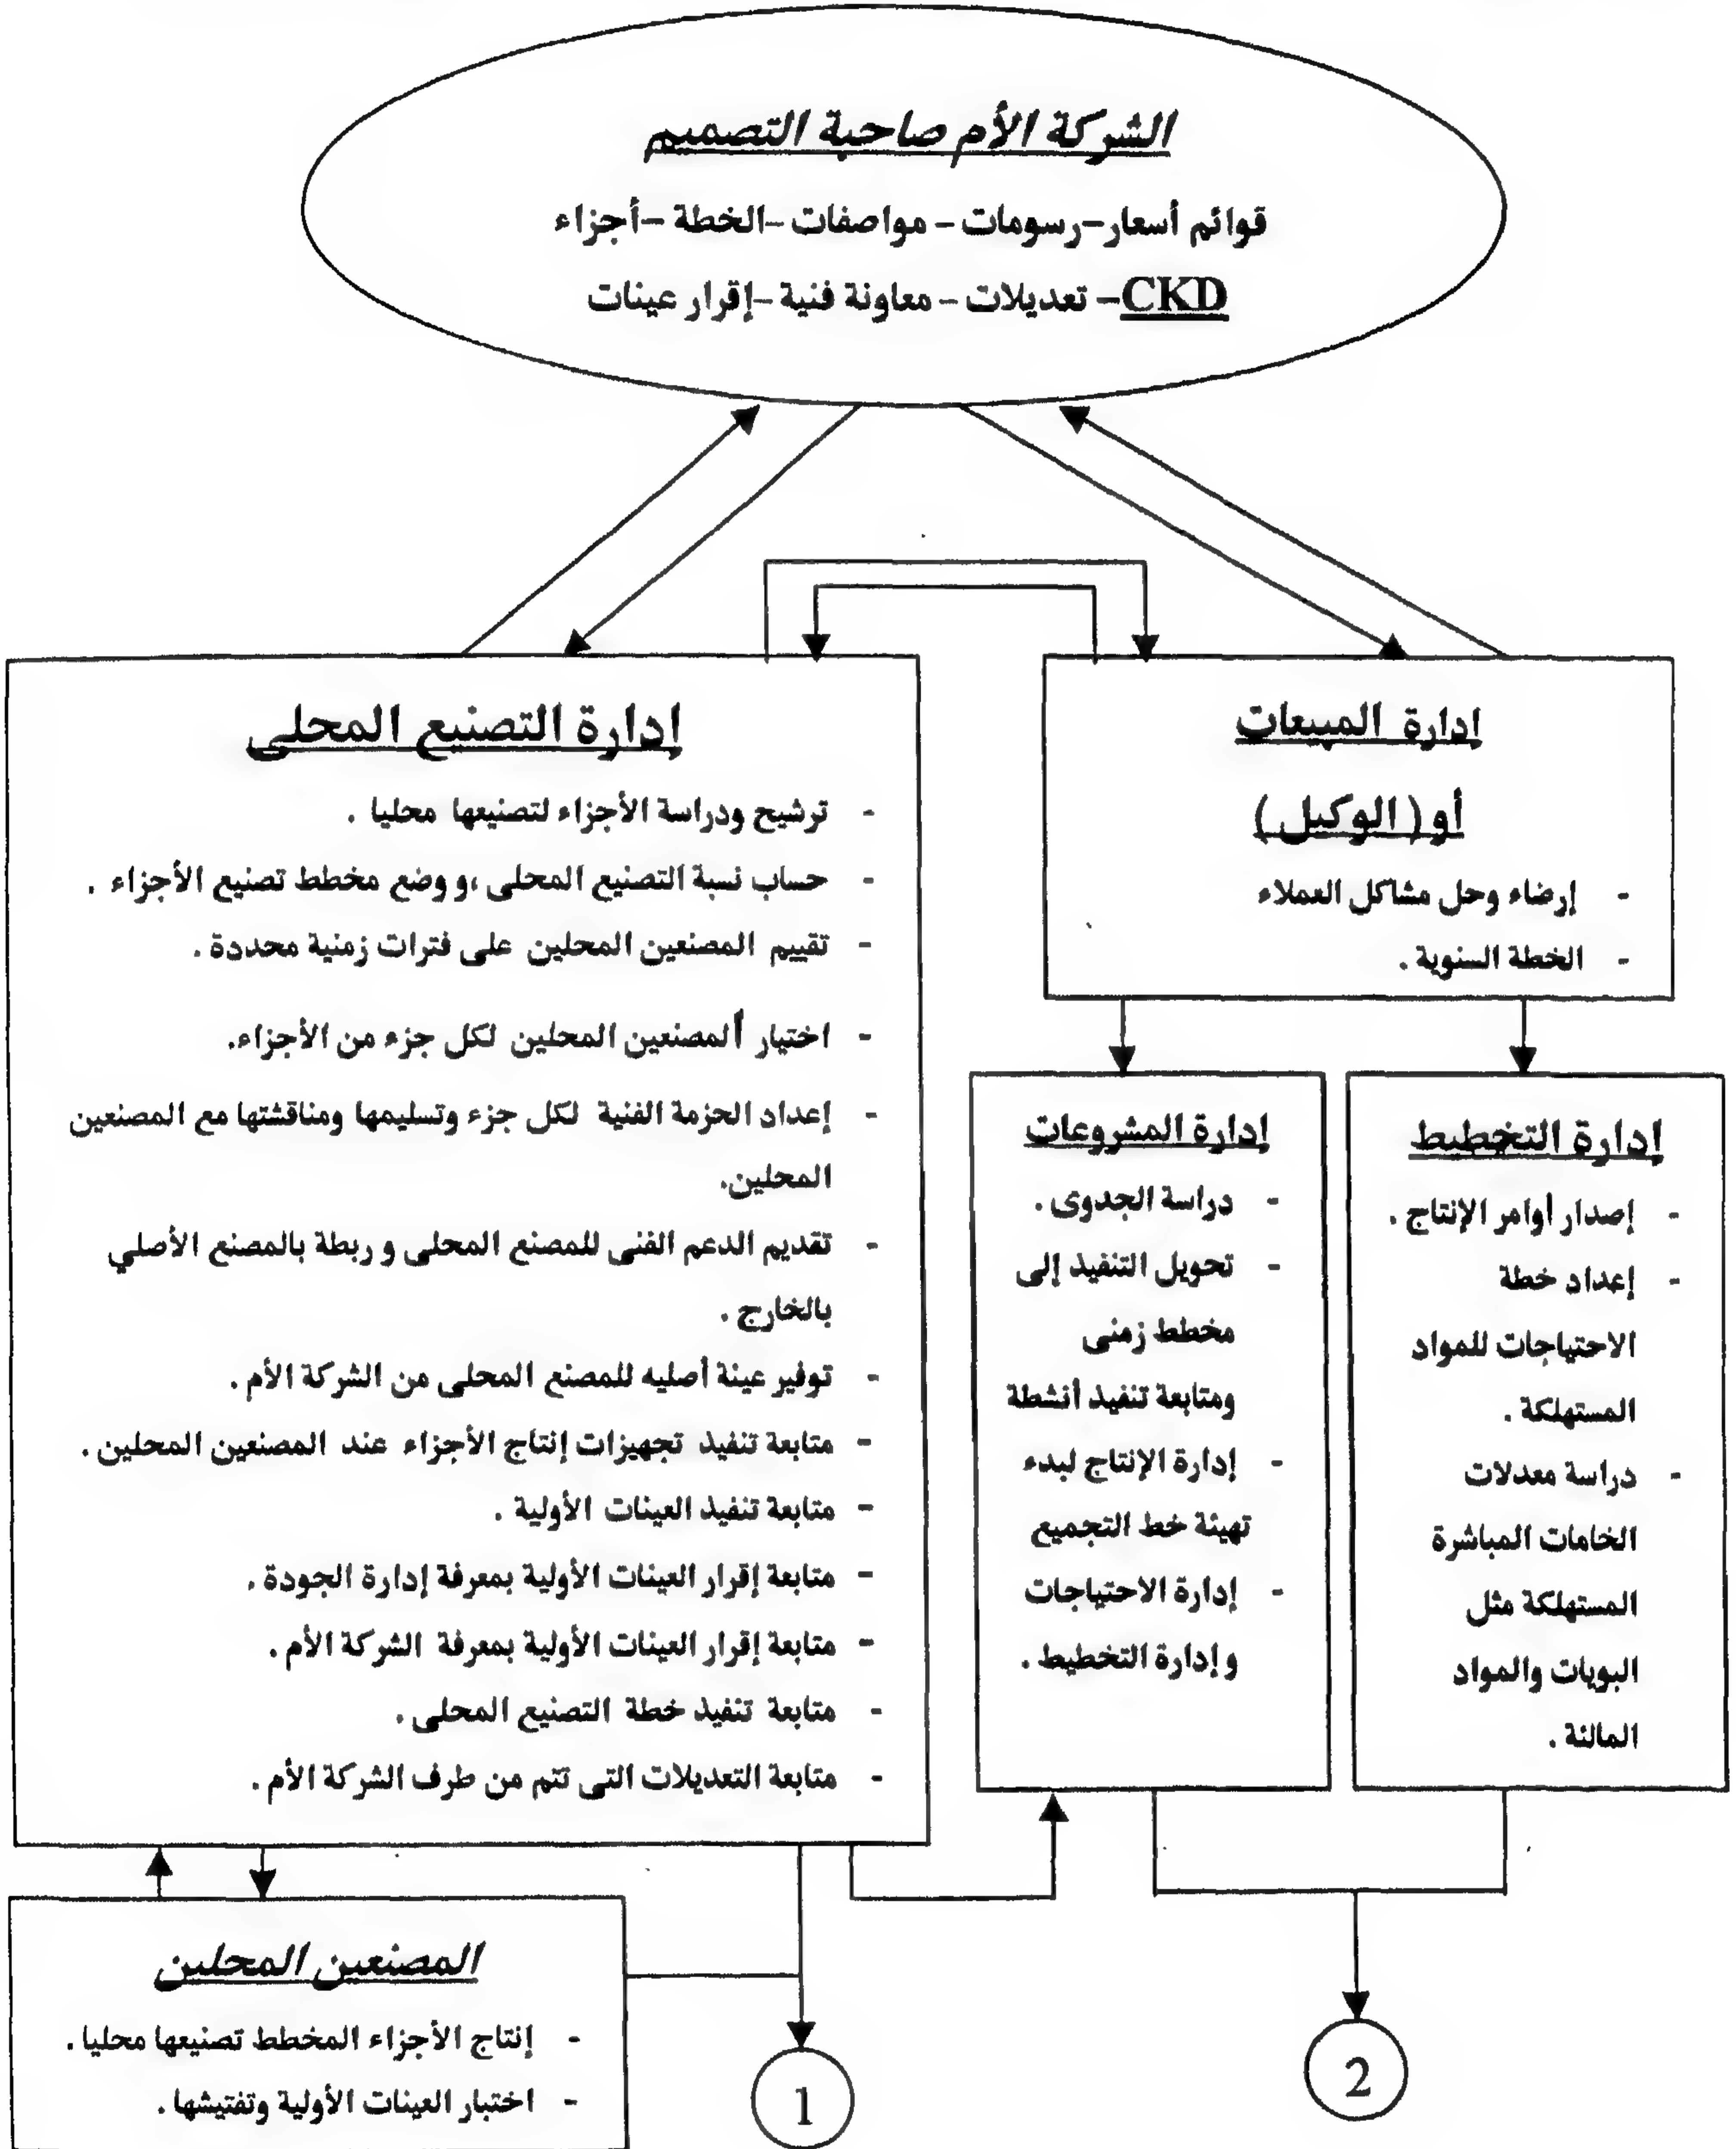 الشركة الأم صاحبة التصميم
قوائم أسعار–رسومات – مواصفات –الخطة –أجزاء
CKD– تعديلات – معاونة فنية –إقرار عينات
إدارة المبيعات
أو ( الوكيل )
- إرضاء وحل مشاكل العملاء
- الخطة السنوية .
إدارة التصنيع المحلى
- ترشيح ودراسة الأجزاء لتصنيعها محليا .
- حساب نسبة التصنيع المحلى ،و وضع مخطط تصنيع الأجزاء .
- تقييم المصنعين المحلين على فترات زمنية محددة .
- اختيار ألمصنعين المحلين لكل جزء من الأجزاء.
- إعداد الحزمة الفنية لكل جزء وتسليمها ومناقشتها مع المصنعين
المحلين.
- تقديم الدعم الفنى للمصنع المحلى و ربطة بالمصنع الأصلي
بالخارج .
- توفير عينة أصليه للمصنع المحلى من الشركة الأم .
- متابعة تنفيذ تجهيزات إنتاج الأجزاء عند المصنعين المحلين .
- متابعة تنفيذ العينات الأولية .
- متابعة إقرار العينات الأولية بمعرفة إدارة الجودة .
- متابعة إقرار العينات الأولية بمعرفة الشركة الأم .
- متابعة تنفيذ خطة التصنيع المحلى .
- متابعة التعديلات التى تتم من طرف الشركة الأم .
إدارة التخطيط
- إصدار أوامر الإنتاج .
- إعداد خطة
الاحتياجات للمواد
المستهلكة .
- دراسة معدلات
الخامات المباشرة
المستهلكة مثل
البويات والمواد
المالئة .
إدارة المشروعات
- دراسة الجدوى .
- تحويل التنفيذ إلى
مخطط زمنى
ومتابعة تنفيذ أنشطة
- إدارة الإنتاج لبدء
تهيئة خط التجميع
- إدارة الاحتياجات
وإدارة التخطيط .
المصنعين المحلين
- إنتاج الأجزاء المخطط تصنيعها محليا .
- اختبار العينات الأولية وتفتيشها .
1
2